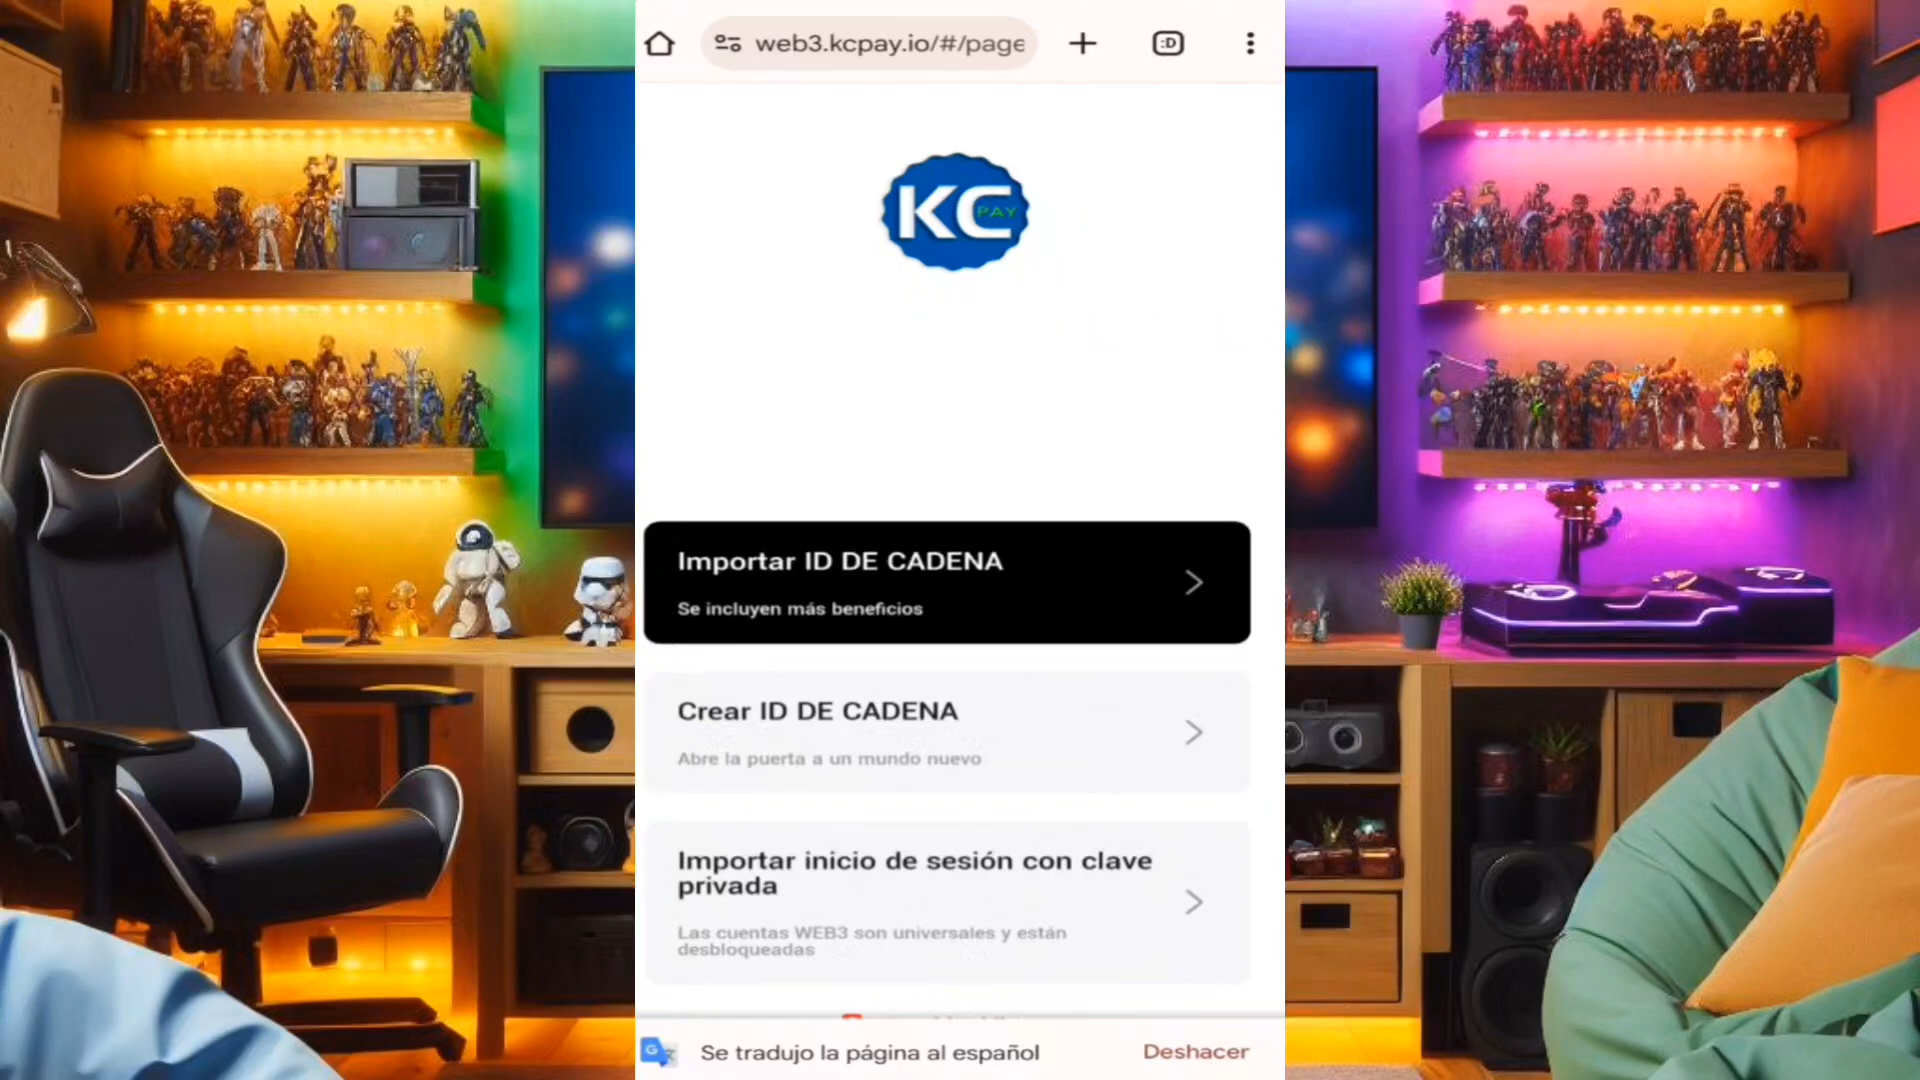 web3.kcpay.io/#/page
:D
KC
PAY
Importar ID DE CADENA
Se incluyen más beneficios
Crear ID DE CADENA
Abre la puerta a un mundo nuevo
Importar inicio de sesión con clave
privada
Las cuentas WEB3 son universales y están
desbloqueadas
G
Se tradujo la página al español
Deshacer